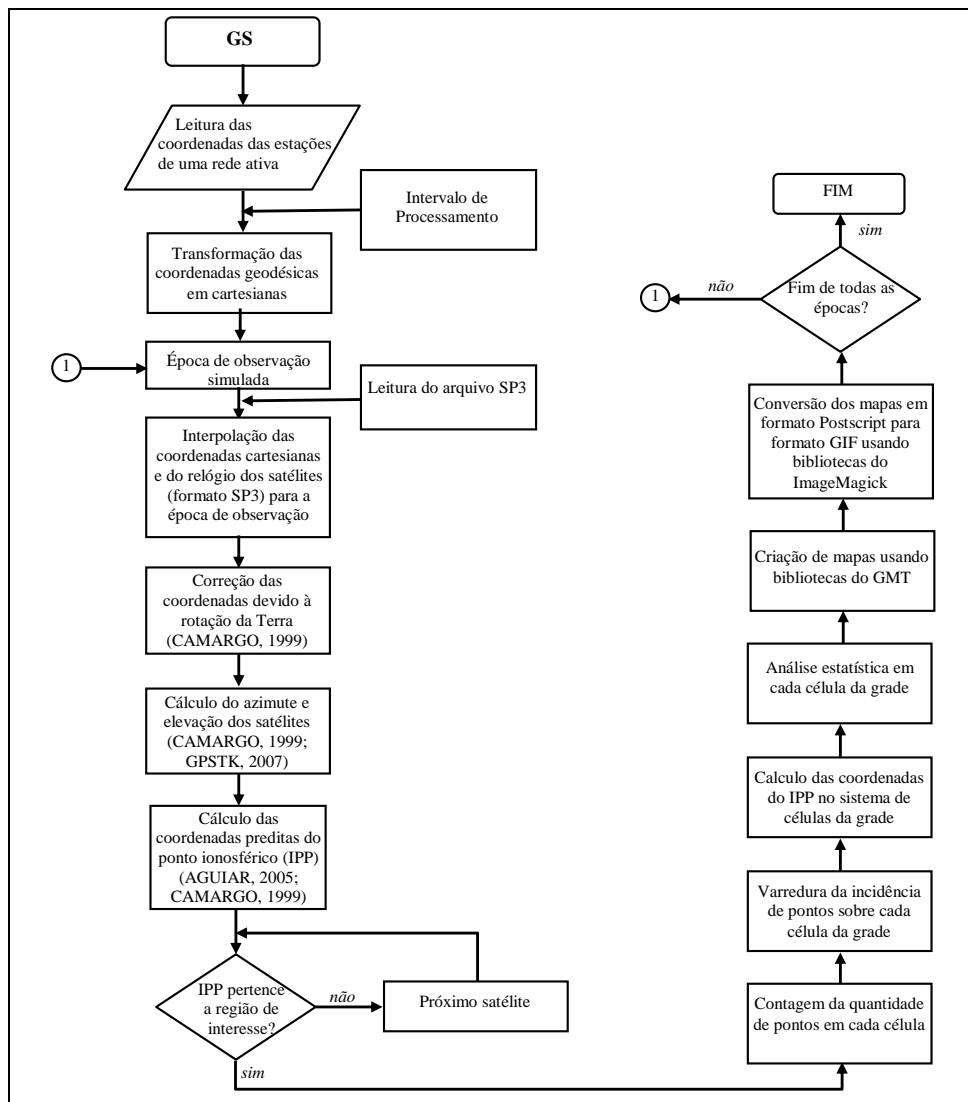 GS
Leitura das
coordenadas das estações
de uma rede ativa
Intervalo de
Processamento
Transformação das
coordenadas geodésicas
em cartesianas
1
Época de observação
simulada
Leitura do arquivo SP3
Interpolação das
coordenadas cartesianas
e do relógio dos satélites
(formato SP3) para a
época de observação
Correção das
coordenadas devido à
rotação da Terra
(CAMARGO, 1999)
Cálculo do azimute e
elevação dos satélites
(CAMARGO, 1999;
GPSTK, 2007)
Cálculo das
coordenadas preditas do
ponto ionosférico (IPP)
(AGUIAR, 2005;
CAMARGO, 1999)
IPP pertence
a região de
interesse?
não
Próximo satélite
sim
Contagem da quantidade
de pontos em cada célula
Varredura da incidência
de pontos sobre cada
célula da grade
Calculo das coordenadas
do IPP no sistema de
células da grade
Análise estatística em
cada célula da grade
Criação de mapas usando
bibliotecas do GMT
Conversão dos mapas em
formato Postscript para
formato GIF usando
bibliotecas do
ImageMagick
Fim de todas as
épocas?
não
1
sim
FIM